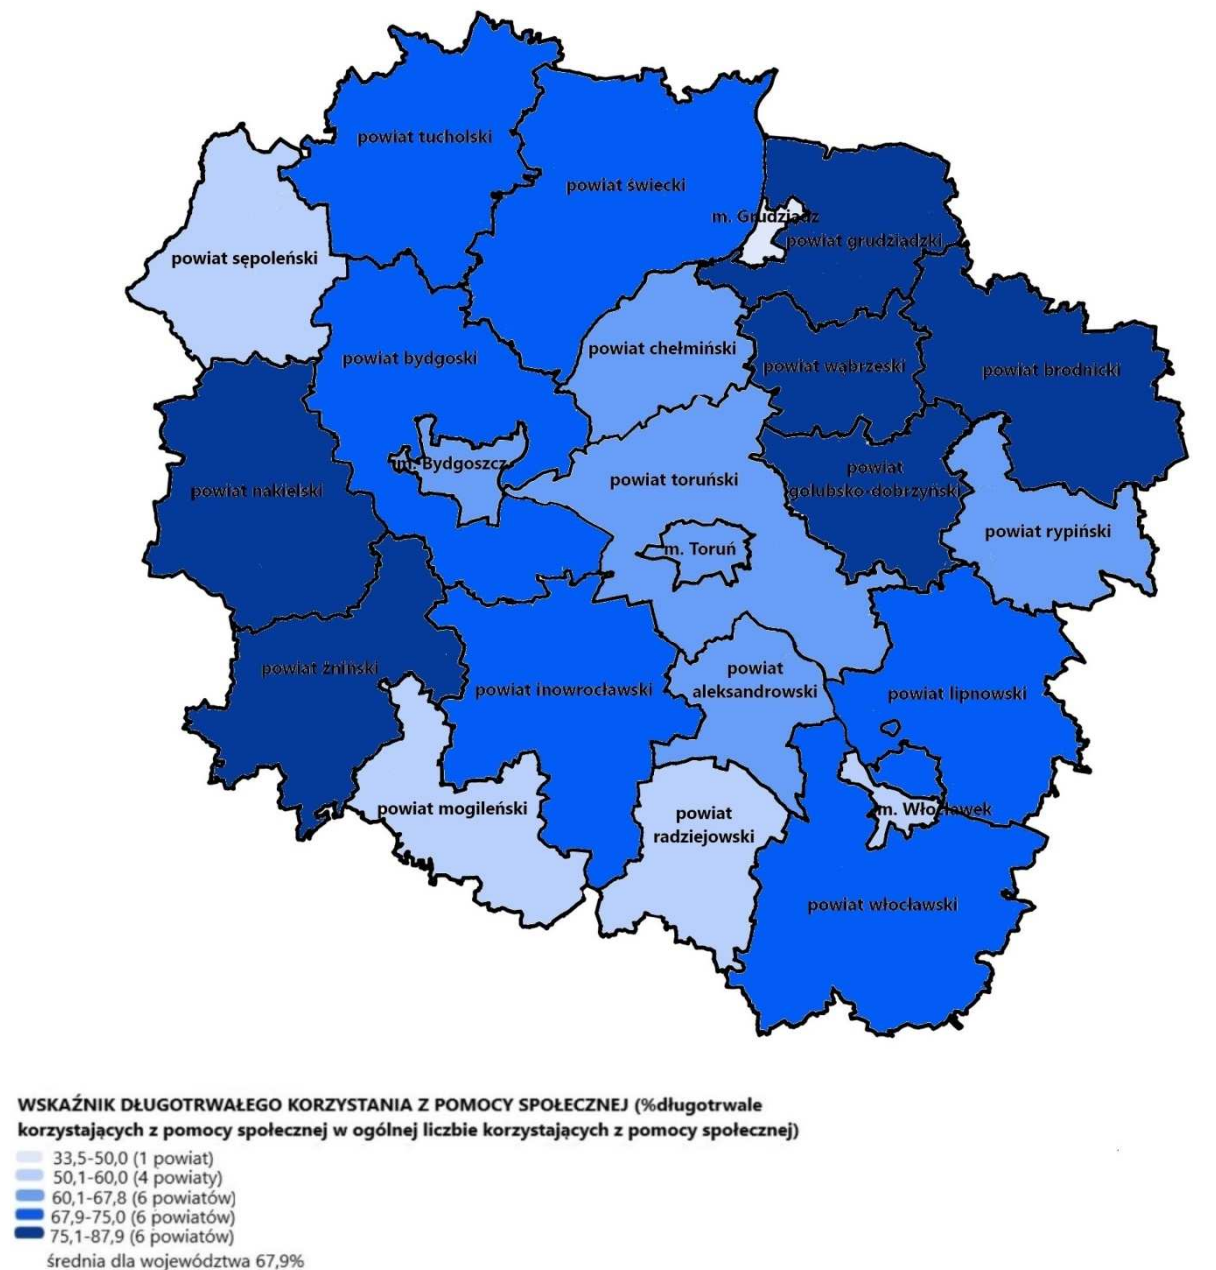 powiat tucholski
powiat świecki
m. Grudziądz
powiat grudziadzki
powiat sępoleński
powiat chełmiński
powiat bydgoski
powiat wąbrzeski
powiat brodnicki
m. Bydgoszcz
powiat nakielski
powiat toruński
powiat
golubsko-dobrzyński
powiat rypiński
m. Toruń
powiat żniński
powiat inowrocławski
powiat
aleksandrowski
powiat lipnowski
powiat mogileński
powiat
radziejowski
m. Włocławek
powiat włocławski
WSKAŹNIK DŁUGOTRWAŁEGO KORZYSTANIA Z POMOCY SPOŁECZNEJ (%długotrwale
korzystających z pomocy społecznej w ogólnej liczbie korzystających z pomocy społecznej)
33,5-50,0 (1 powiat)
50,1-60,0 (4 powiaty)
60,1-67,8 (6 powiatów)
67,9-75,0 (6 powiatów)
75,1-87,9 (6 powiatów)
średnia dla województwa 67,9%